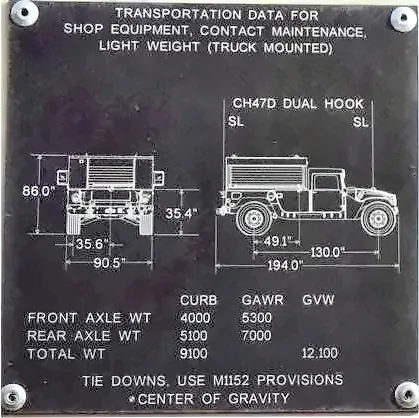 TRANSPORTATION DATA FOR
SHOP EQUIPMENT, CONTACT MAINTENANCE,
LIGHT WEIGHT (TRUCK MOUNTED)
CH47D DUAL HOOK
SL SL
86.0"
35.4"
35.6"
90.5"
49.1"
130.0"
194.0"
CURB GAWR GVW
FRONT AXLE WT 4000 5300
REAR AXLE WT 5100 7000
TOTAL WT 9100 12,100
TIE DOWNS, USE M1152 PROVISIONS
*CENTER OF GRAVITY